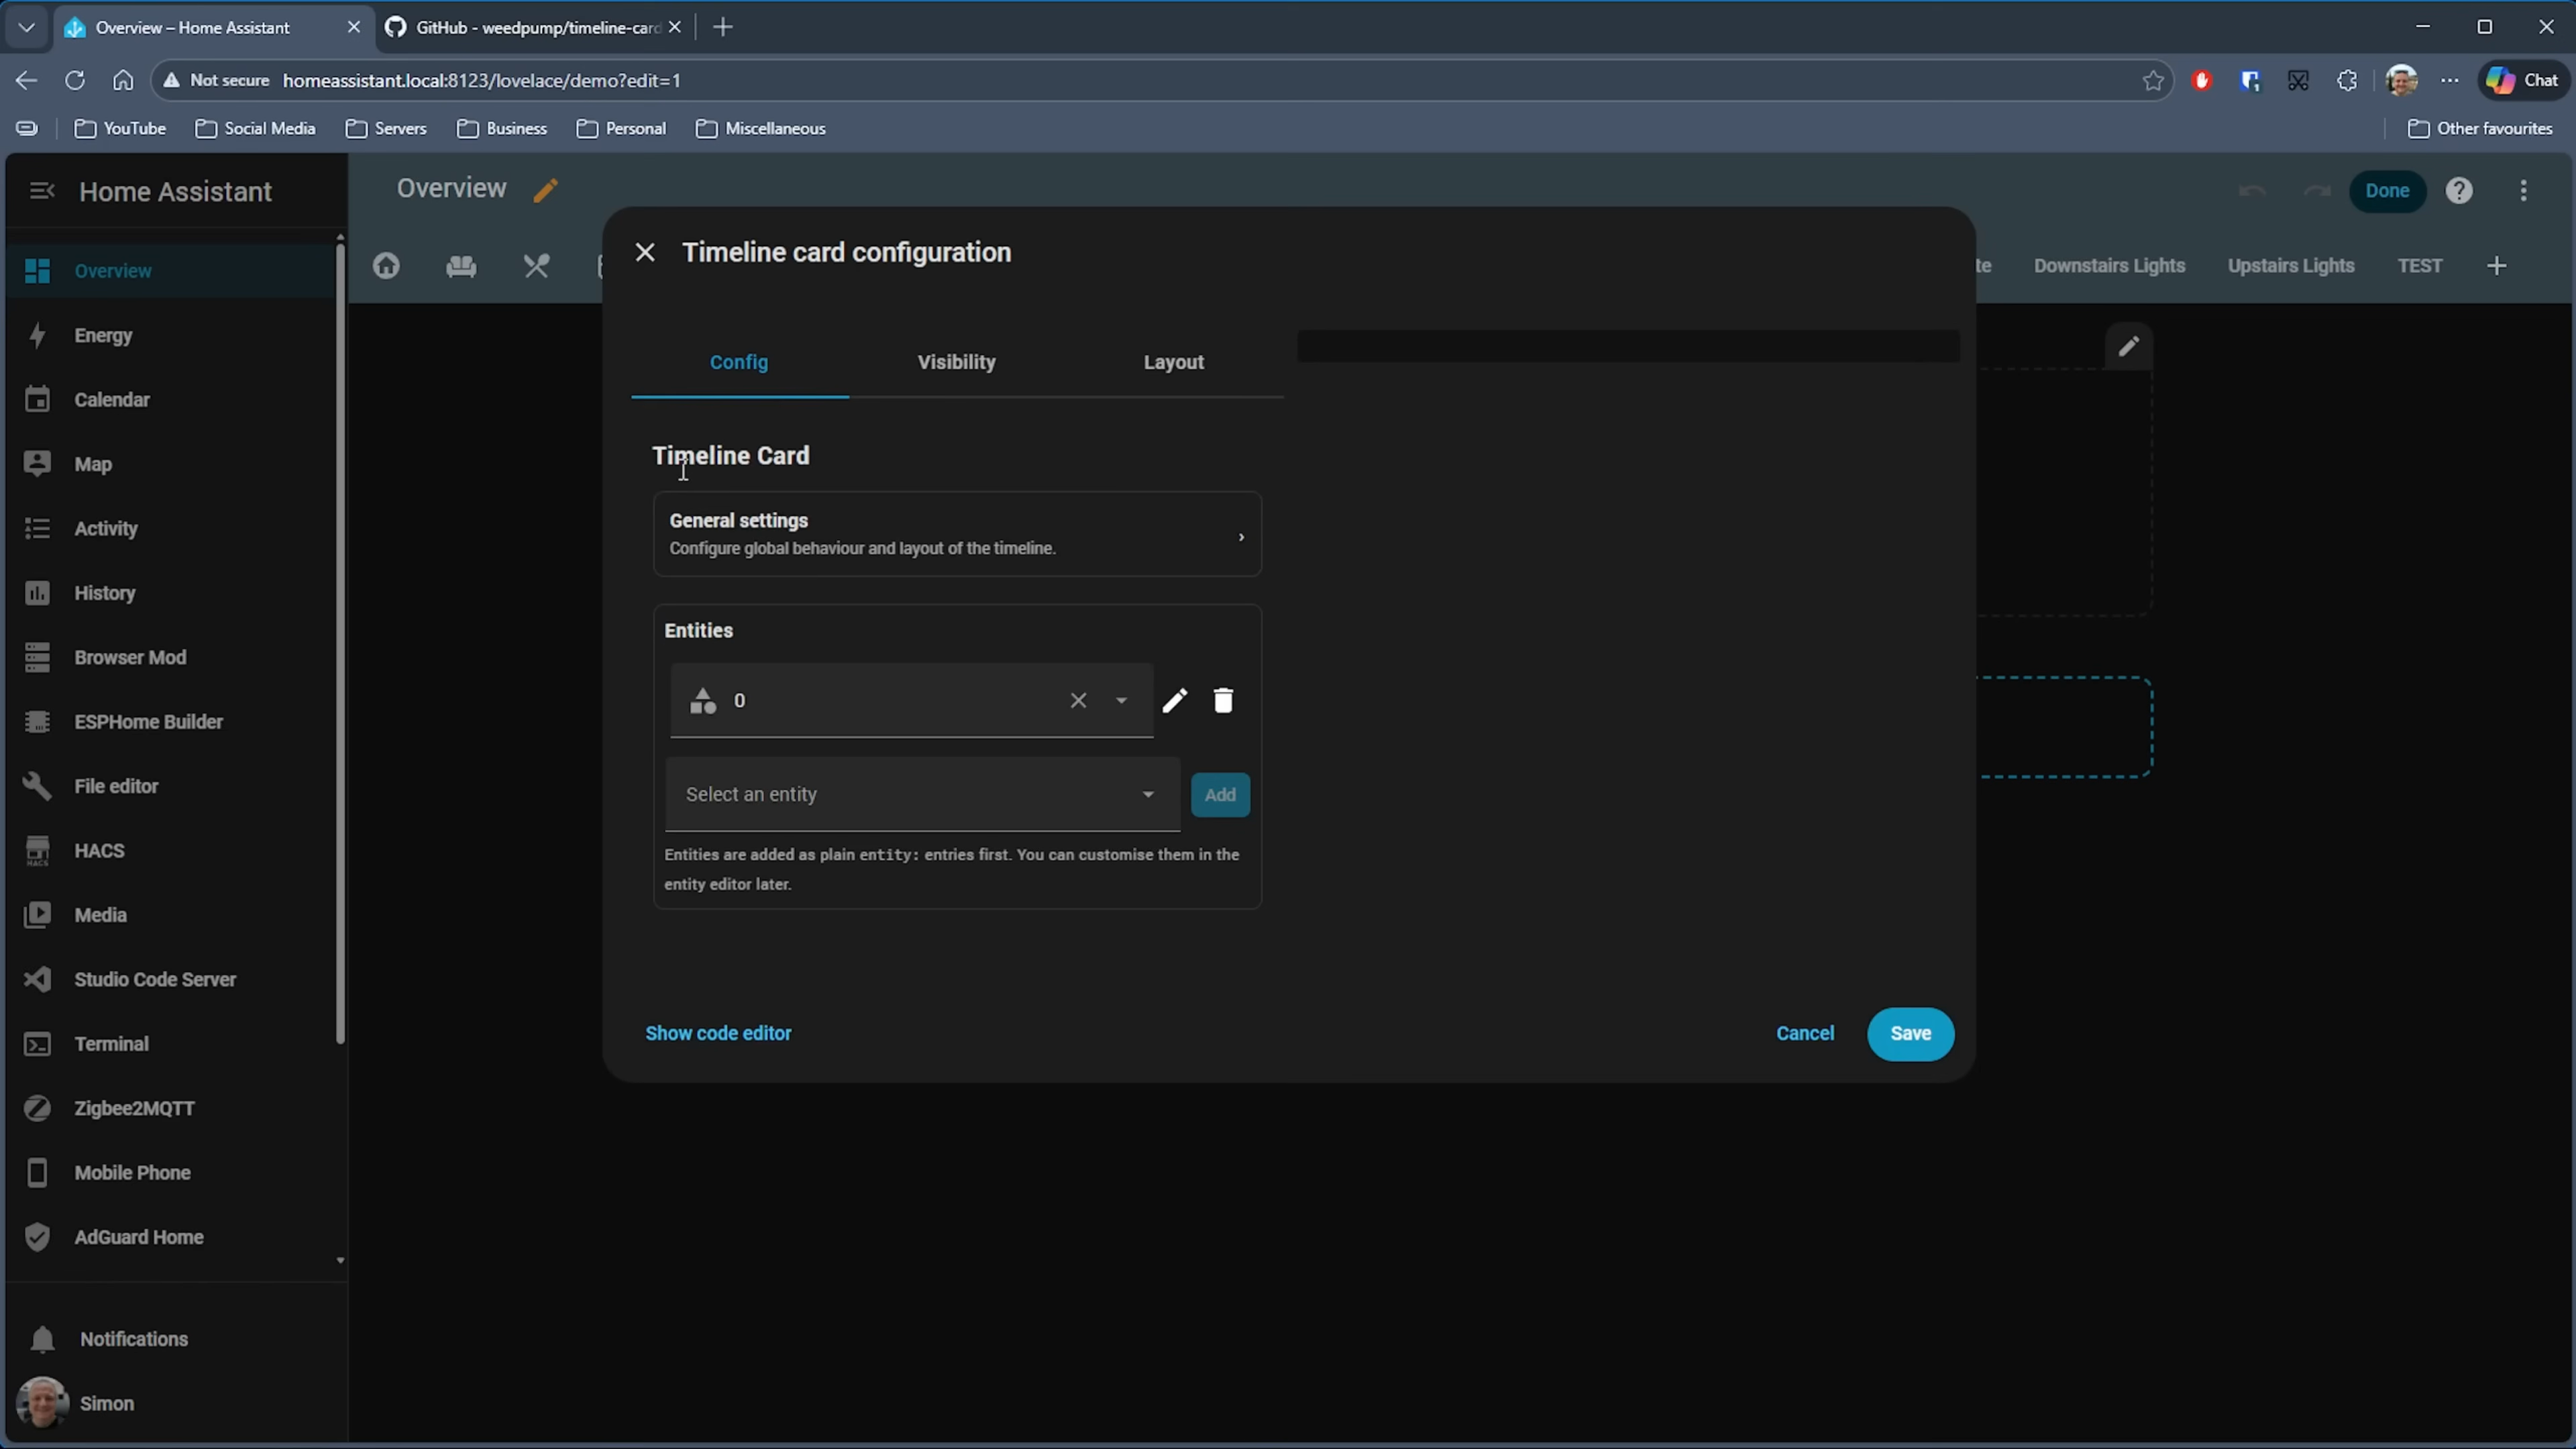 Overview – Home Assistant
GitHub - weedpump/timeline-card
Not secure homeassistant.local:8123/lovelace/demo?edit=1
Chat
YouTube
Social Media
Servers
Business
Personal
Miscellaneous
Other favourites
Home Assistant
Overview
Done
Overview
Energy
Calendar
Map
Activity
History
Browser Mod
ESPHome Builder
File editor
HACS
Media
Studio Code Server
Terminal
Zigbee2MQTT
Mobile Phone
AdGuard Home
Notifications
Simon
te
Downstairs Lights
Upstairs Lights
TEST
Timeline card configuration
Config
Visibility
Layout
Timeline Card
General settings
Configure global behaviour and layout of the timeline.
Entities
0
Select an entity
Add
Entities are added as plain entity: entries first. You can customise them in the
entity editor later.
Show code editor
Cancel
Save